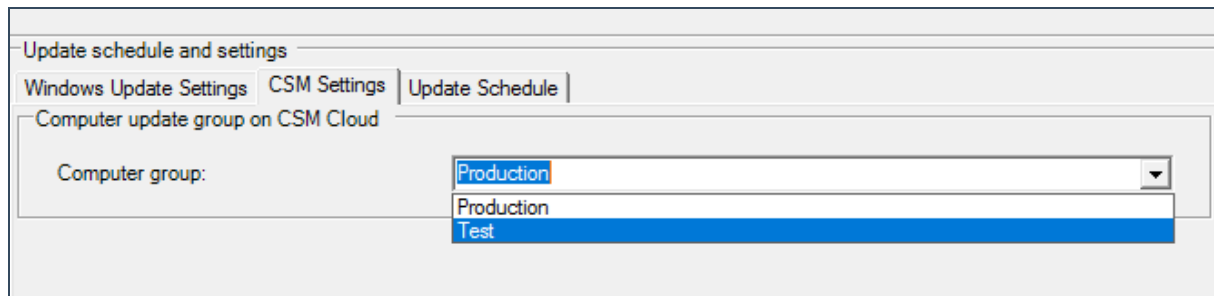 Update schedule and settings
Windows Update Settings CSM Settings Update Schedule
Computer update group on CSM Cloud
Computer group: Production
Production
Test